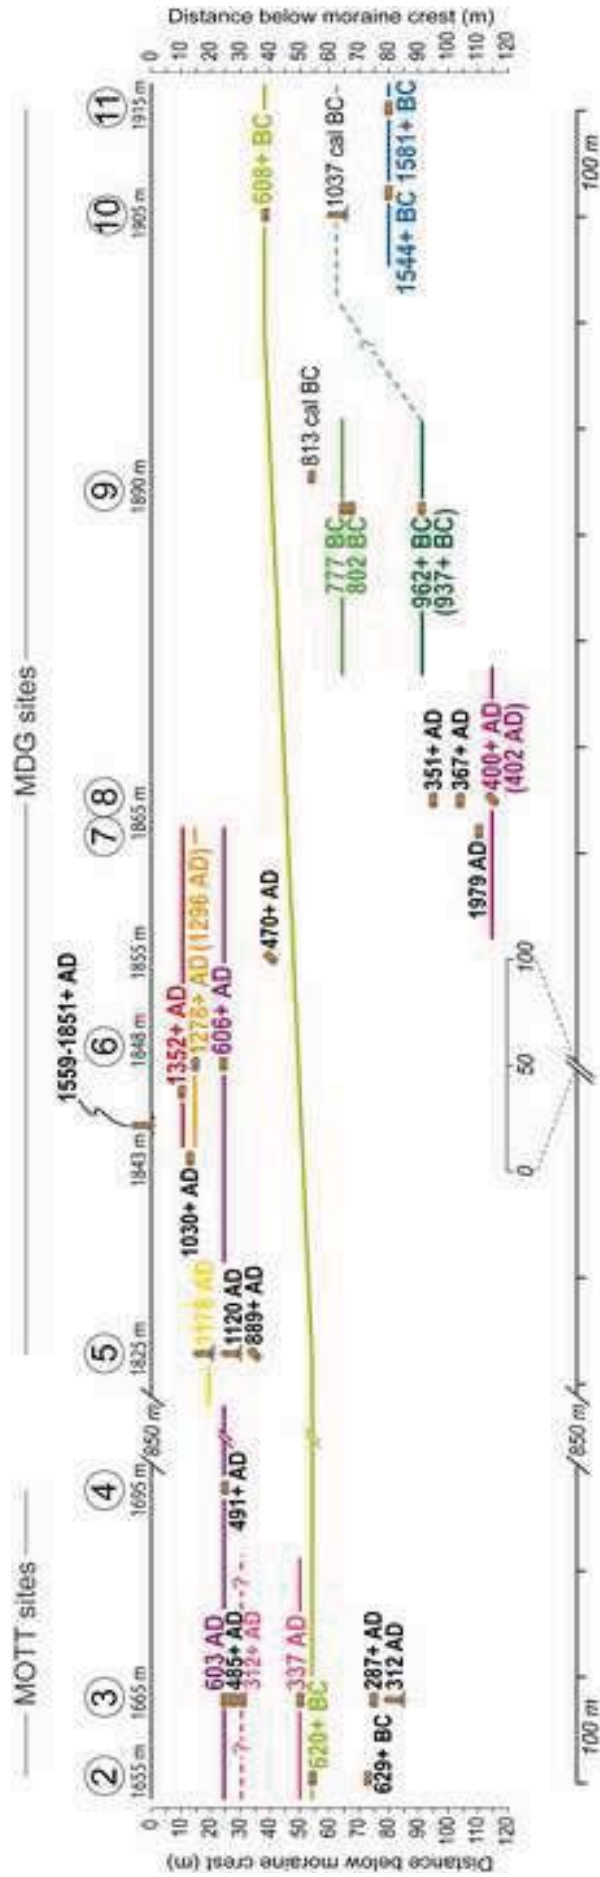 MOTT sites
MDG sites
2
3
4
5
6
7
8
9
10
11
1559-1851+ AD
1655 m
1665 m
1695 m
850 m
1825 m
1843 m
1848 m
1855 m
1865 m
1890 m
1905 m
1915 m
Distance below moraine crest (m)
0
10
20
30
40
50
60
70
80
90
100
110
120
603 AD
485+ AD
312+ AD
?
?
491+ AD
337 AD
620+ BC
629+ BC
287+ AD
312 AD
1178 AD
1120 AD
889+ AD
1030+ AD
1352+ AD
1278+ AD (1296 AD)
606+ AD
470+ AD
1979 AD
351+ AD
367+ AD
400+ AD
(402 AD)
777 BC
802 BC
813 cal BC
962+ BC
(937+ BC)
?
608+ BC
1037 cal BC
1544+ BC
1581+ BC
0
50
100
100 m
850 m
100 m
Distance below moraine crest (m)
0
10
20
30
40
50
60
70
80
90
100
110
120